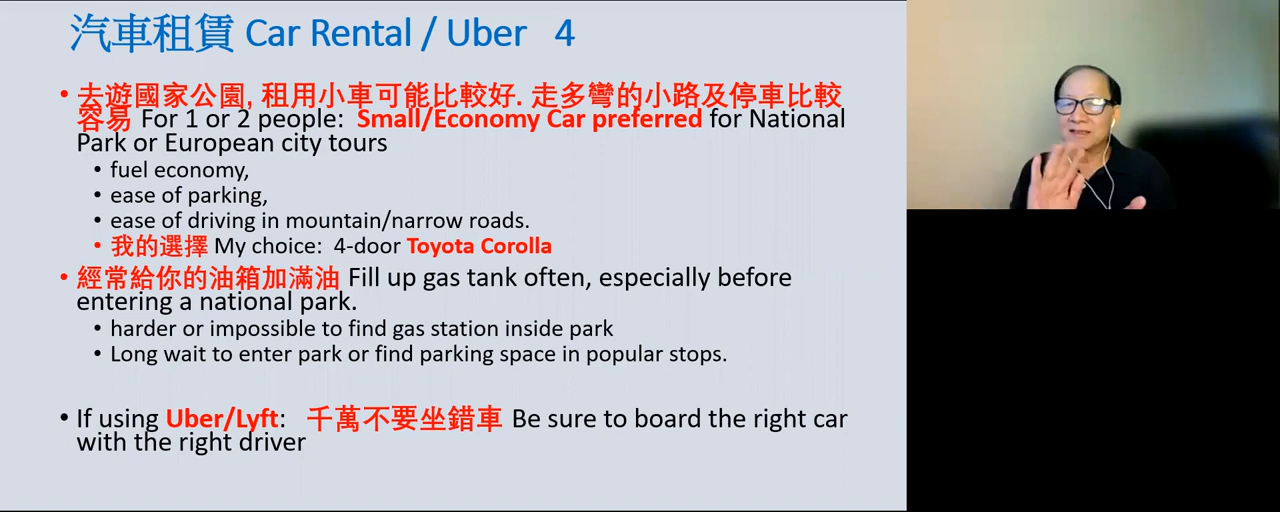 汽車租賃 Car Rental / Uber 4
• 去遊國家公園, 租用小車可能比較好. 走多彎的小路及停車比較
容易 For 1 or 2 people: Small/Economy Car preferred for National
Park or European city tours
• fuel economy,
• ease of parking,
• ease of driving in mountain/narrow roads.
• 我的選擇 My choice: 4-door Toyota Corolla
• 經常給你的油箱加滿油 Fill up gas tank often, especially before
entering a national park.
• harder or impossible to find gas station inside park
• Long wait to enter park or find parking space in popular stops.
• If using Uber/Lyft: 千萬不要坐錯車 Be sure to board the right car
with the right driver